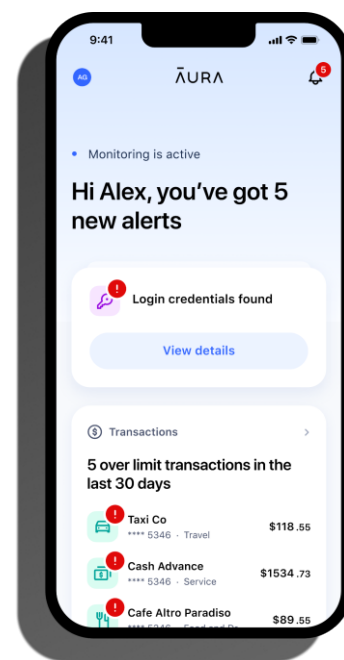 9:41
AG
ĀURA
5
• Monitoring is active
Hi Alex, you've got 5
new alerts
!
Login credentials found
View details
$ Transactions >
5 over limit transactions in the
last 30 days
!
Taxi Co
$118.55
**** 5346 · Travel
!
Cash Advance
$1534.73
**** 5346 · Service
!
Cafe Altro Paradiso
$89.55